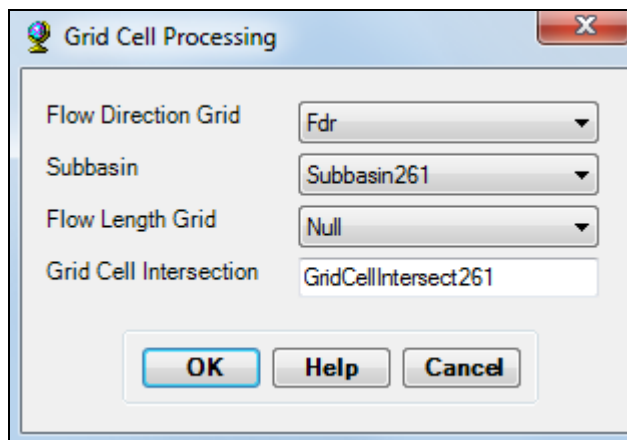 Grid Cell Processing
Flow Direction Grid Fdr
Subbasin Subbasin261
Flow Length Grid Null
Grid Cell Intersection GridCellIntersect261
OK Help Cancel